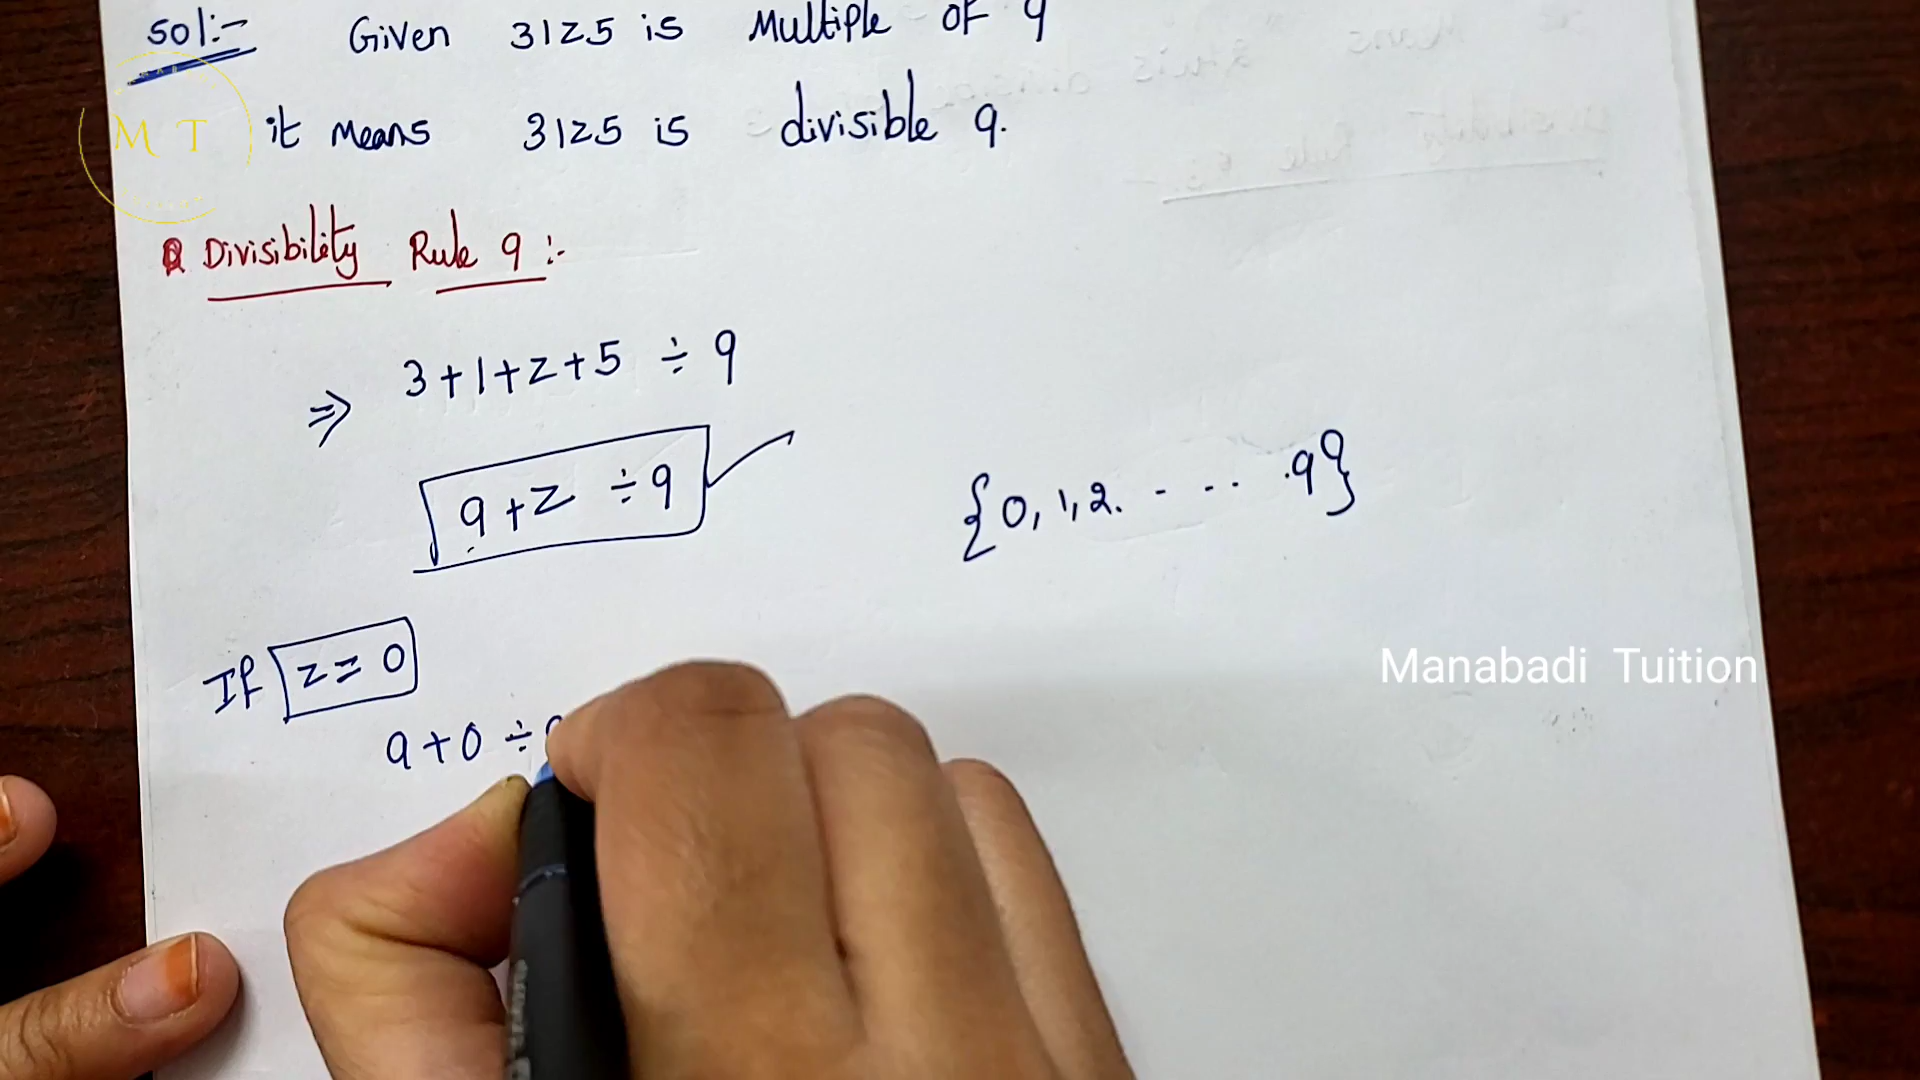 Sol:- Given 31Z5 is Multiple of 9
it means 31Z5 is divisible 9.
M T
Divisibility Rule 9 :-
⇒ 3+1+z+5 ÷ 9
9+z ÷9
{0, 1, 2. - - - .9}
If z = 0
9+0 ÷
Manabadi Tuition